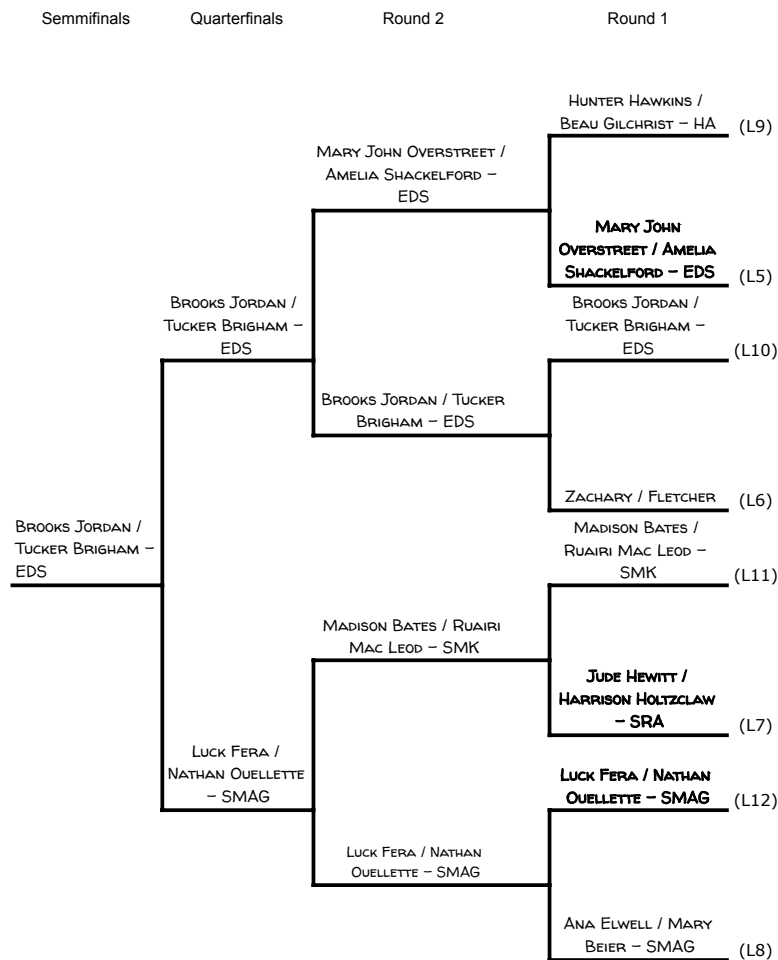 Semmifinals
Quarterfinals
Round 2
Round 1
Hunter Hawkins /
Beau Gilchrist – HA
(L9)
Mary John Overstreet /
Amelia Shackelford –
EDS
Mary John
Overstreet / Amelia
Shackelford – EDS
(L5)
Brooks Jordan /
Tucker Brigham –
EDS
Brooks Jordan /
Tucker Brigham –
EDS
(L10)
Brooks Jordan / Tucker
Brigham – EDS
Zachary / Fletcher
(L6)
Brooks Jordan /
Tucker Brigham –
EDS
Madison Bates /
Ruairi Mac Leod –
SMK
(L11)
Madison Bates / Ruairi
Mac Leod – SMK
Jude Hewitt /
Harrison Holtzclaw
– SRA
(L7)
Luck Fera /
Nathan Ouellette
– SMAG
Luck Fera / Nathan
Ouellette – SMAG
(L12)
Luck Fera / Nathan
Ouellette – SMAG
Ana Elwell / Mary
Beier – SMAG
(L8)